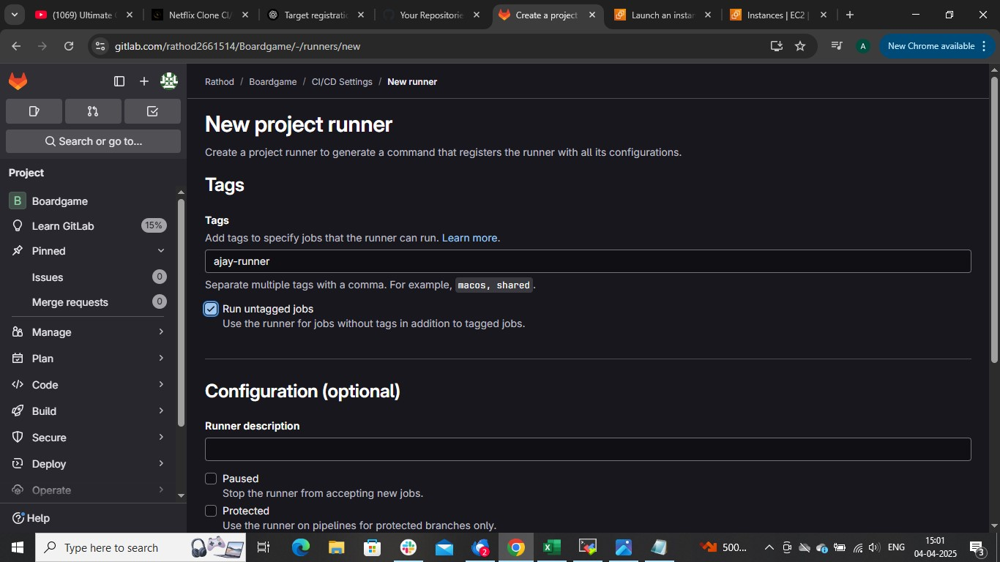 (1069) Ultimate
Netflix Clone CI/
Target registratio
Your Repositorie
Create a project
Launch an instan
Instances | EC2 |
gitlab.com/rathod2661514/Boardgame/-/runners/new
A
New Chrome available
Search or go to...
Project
B Boardgame
Learn GitLab 15%
Pinned
Issues 0
Merge requests 0
Manage
Plan
Code
Build
Secure
Deploy
Operate
Help
Rathod / Boardgame / CI/CD Settings / New runner
New project runner
Create a project runner to generate a command that registers the runner with all its configurations.
Tags
Tags
Add tags to specify jobs that the runner can run. Learn more.
ajay-runner
Separate multiple tags with a comma. For example, macos, shared.
Run untagged jobs
Use the runner for jobs without tags in addition to tagged jobs.
Configuration (optional)
Runner description
Paused
Stop the runner from accepting new jobs.
Protected
Use the runner on pipelines for protected branches only.
Type here to search
2
500...
ENG
15:01
04-04-2025
3